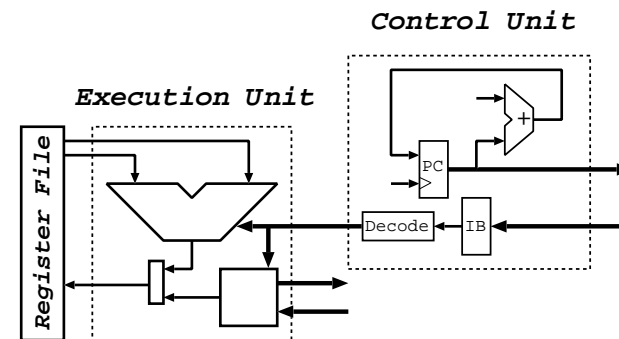 Control Unit
Execution Unit
+
PC
Register File
Decode
IB